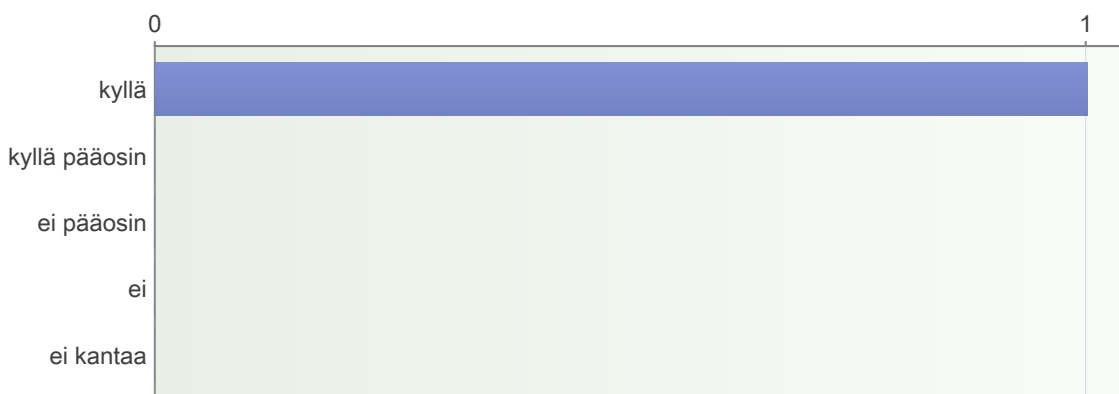 0 1
kyllä
kyllä pääosin
ei pääosin
ei
ei kantaa